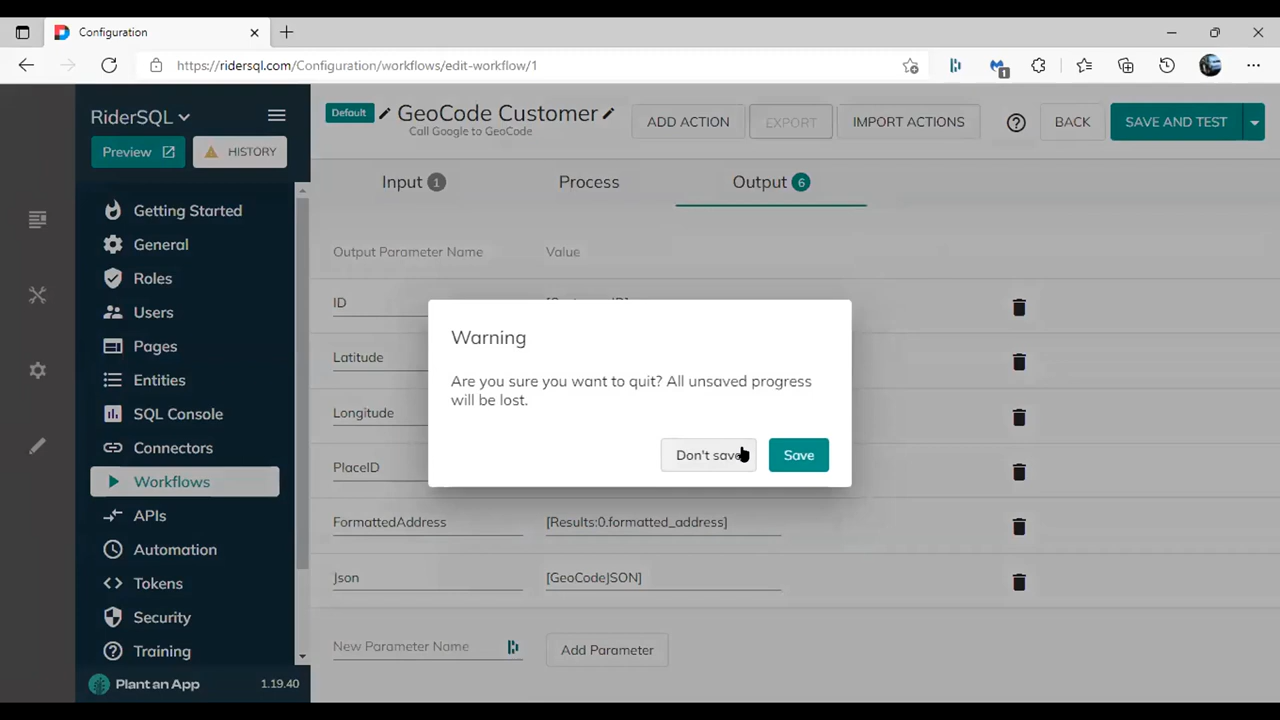 Configuration
https://ridersql.com/Configuration/workflows/edit-workflow/1
1
RiderSQL
Preview
HISTORY
Getting Started
General
Roles
Users
Pages
Entities
SQL Console
Connectors
Workflows
APIs
Automation
Tokens
Security
Training
Plant an App
1.19.40
Default
GeoCode Customer
Call Google to GeoCode
ADD ACTION
EXPORT
IMPORT ACTIONS
BACK
SAVE AND TEST
Input 1
Process
Output 6
Output Parameter Name
Value
ID
Latitude
Longitude
PlaceID
FormattedAddress
[Results:0.formatted_address]
Json
[GeoCodeJSON]
New Parameter Name
Add Parameter
Warning
Are you sure you want to quit? All unsaved progress
will be lost.
Don't save
Save